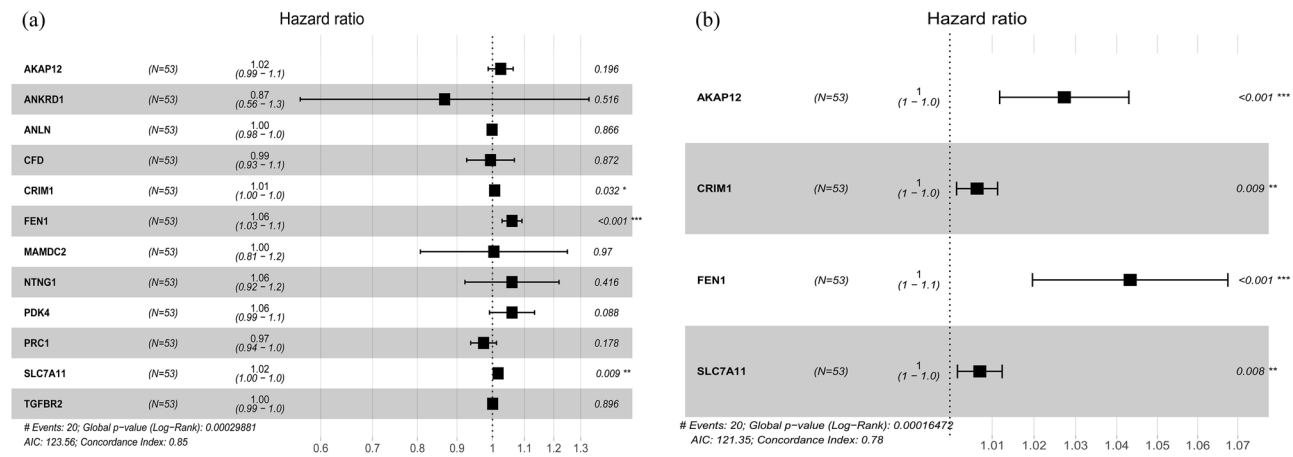 (a)
Hazard ratio
AKAP12 (N=53) 1.02 0.196
(0.99 − 1.1)
ANKRD1 (N=53) 0.87 0.516
(0.56 − 1.3)
ANLN (N=53) 1.00 0.866
(0.98 − 1.0)
CFD (N=53) 0.99 0.872
(0.93 − 1.1)
CRIM1 (N=53) 1.01 0.032 *
(1.00 − 1.0)
FEN1 (N=53) 1.06 <0.001 ***
(1.03 − 1.1)
MAMDC2 (N=53) 1.00 0.97
(0.81 − 1.2)
NTNG1 (N=53) 1.06 0.416
(0.92 − 1.2)
PDK4 (N=53) 1.06 0.088
(0.99 − 1.1)
PRC1 (N=53) 0.97 0.178
(0.94 − 1.0)
SLC7A11 (N=53) 1.02 0.009 **
(1.00 − 1.0)
TGFBR2 (N=53) 1.00 0.896
(0.99 − 1.0)
# Events: 20; Global p-value (Log-Rank): 0.00029881
AIC: 123.56; Concordance Index: 0.85
0.6 0.7 0.8 0.9 1 1.1 1.2 1.3
(b)
Hazard ratio
AKAP12 (N=53) 1 <0.001 ***
(1 − 1.0)
CRIM1 (N=53) 1 0.009 **
(1 − 1.0)
FEN1 (N=53) 1 <0.001 ***
(1 − 1.1)
SLC7A11 (N=53) 1 0.008 **
(1 − 1.0)
# Events: 20; Global p-value (Log-Rank): 0.00016472
AIC: 121.35; Concordance Index: 0.78
1.01 1.02 1.03 1.04 1.05 1.06 1.07